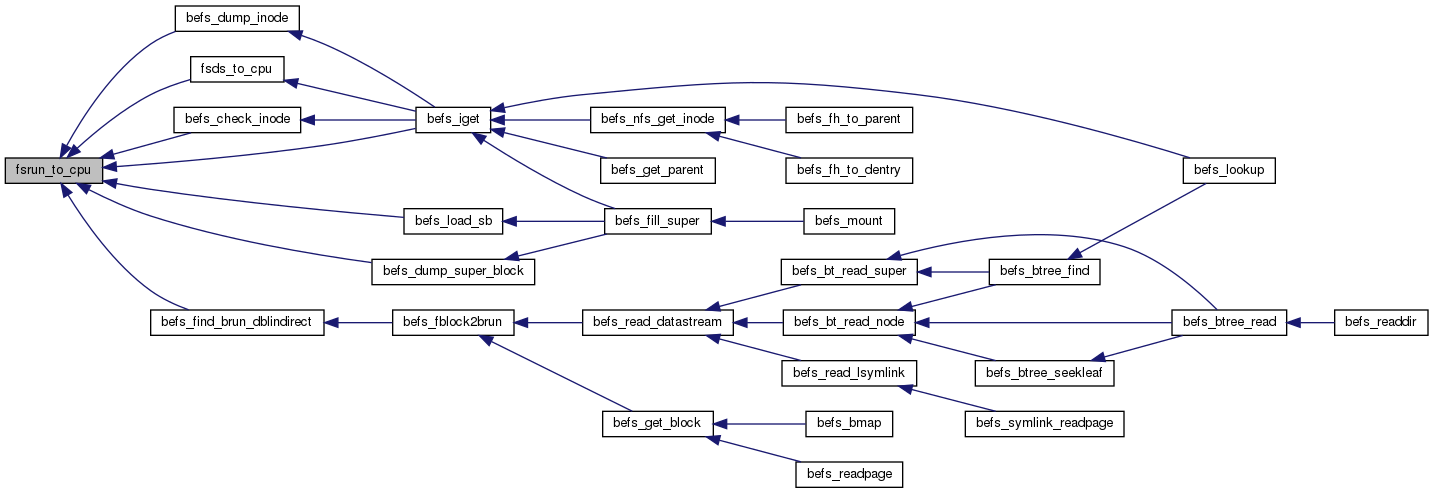 befs_dump_inode
fsds_to_cpu
befs_check_inode
befs_iget
befs_nfs_get_inode
befs_fh_to_parent
fsrun_to_cpu
befs_get_parent
befs_fh_to_dentry
befs_lookup
befs_load_sb
befs_fill_super
befs_mount
befs_dump_super_block
befs_bt_read_super
befs_btree_find
befs_find_brun_dblindirect
befs_fblock2brun
befs_read_datastream
befs_bt_read_node
befs_btree_read
befs_readdir
befs_read_lsymlink
befs_btree_seekleaf
befs_get_block
befs_bmap
befs_symlink_readpage
befs_readpage